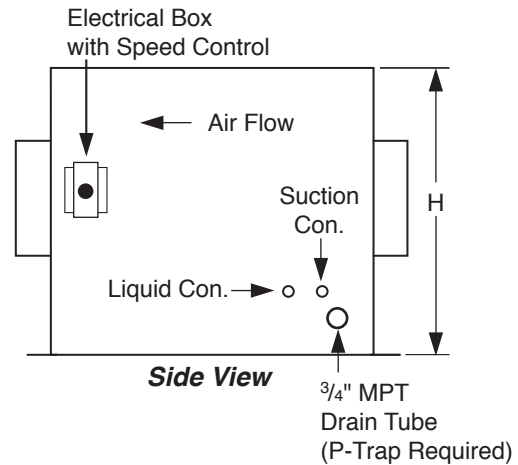 Electrical Box
with Speed Control
Air Flow
Suction
Con.
H
Liquid Con.
Side View
3/4" MPT
Drain Tube
(P-Trap Required)